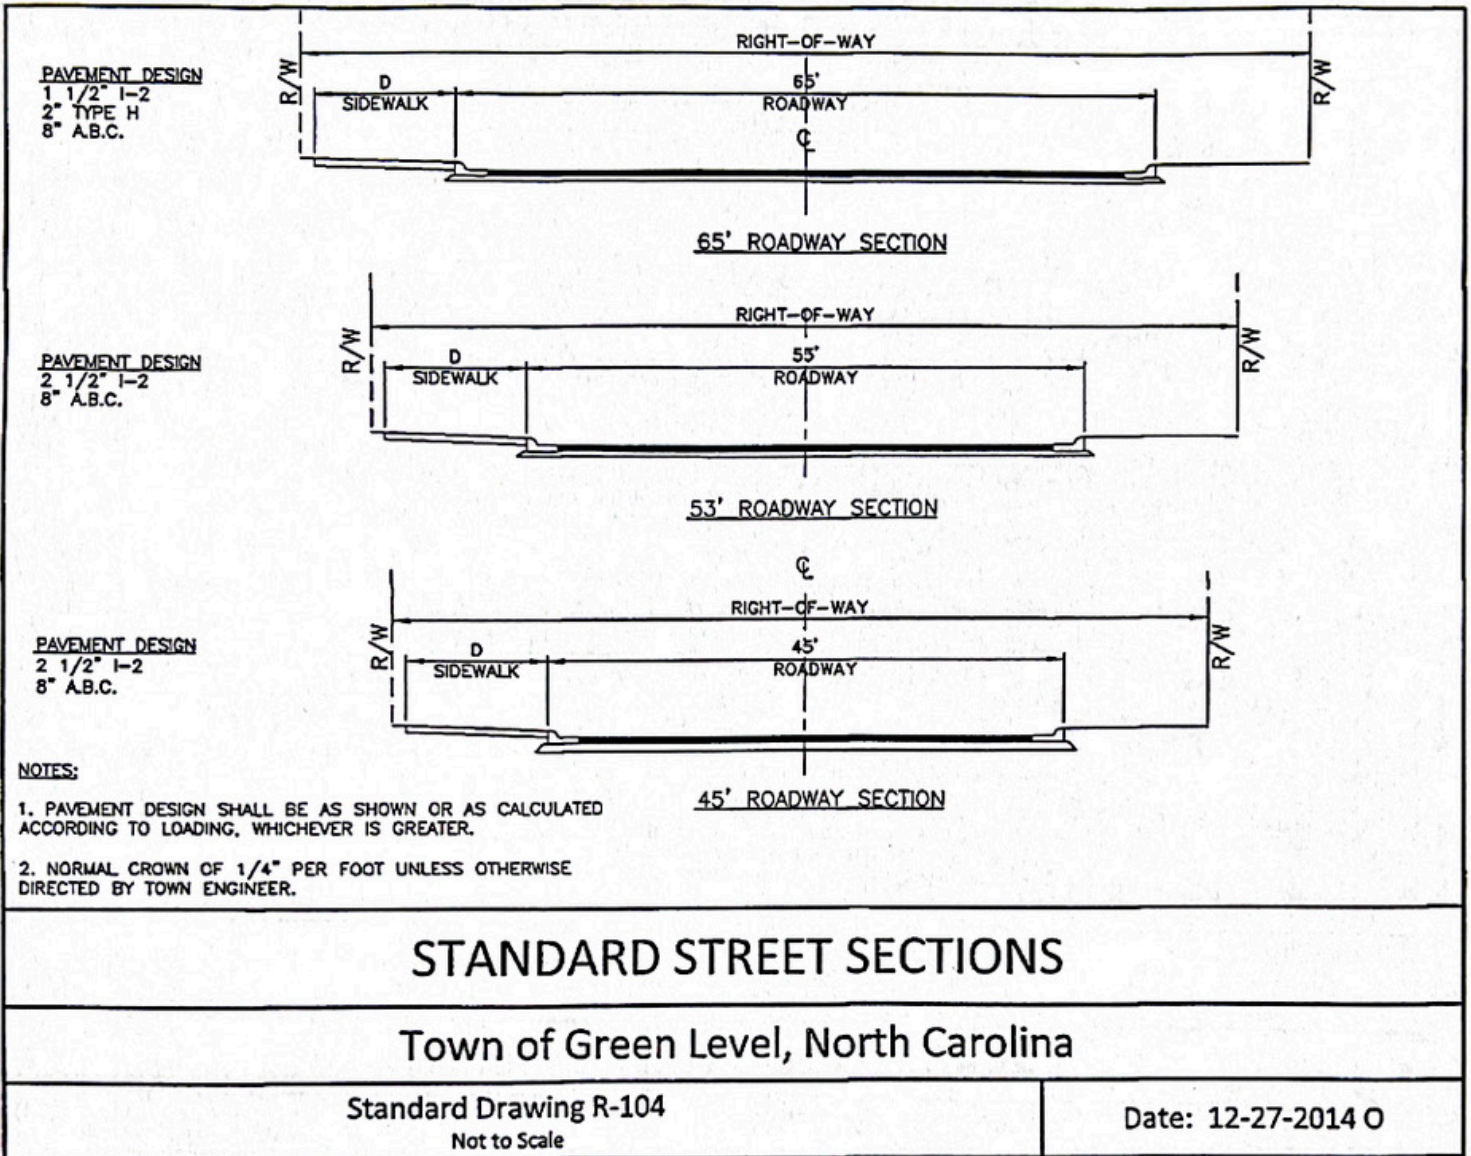 RIGHT-OF-WAY
PAVEMENT DESIGN
1 1/2" I-2
2" TYPE H
8" A.B.C.
R/W
D
SIDEWALK
65'
ROADWAY
R/W
℄
65' ROADWAY SECTION
RIGHT-OF-WAY
PAVEMENT DESIGN
2 1/2" I-2
8" A.B.C.
R/W
D
SIDEWALK
55'
ROADWAY
R/W
53' ROADWAY SECTION
℄
RIGHT-OF-WAY
PAVEMENT DESIGN
2 1/2" I-2
8" A.B.C.
R/W
D
SIDEWALK
45'
ROADWAY
R/W
45' ROADWAY SECTION
NOTES:
1. PAVEMENT DESIGN SHALL BE AS SHOWN OR AS CALCULATED
ACCORDING TO LOADING, WHICHEVER IS GREATER.
2. NORMAL CROWN OF 1/4" PER FOOT UNLESS OTHERWISE
DIRECTED BY TOWN ENGINEER.
STANDARD STREET SECTIONS
Town of Green Level, North Carolina
Standard Drawing R-104
Not to Scale
Date: 12-27-2014 O